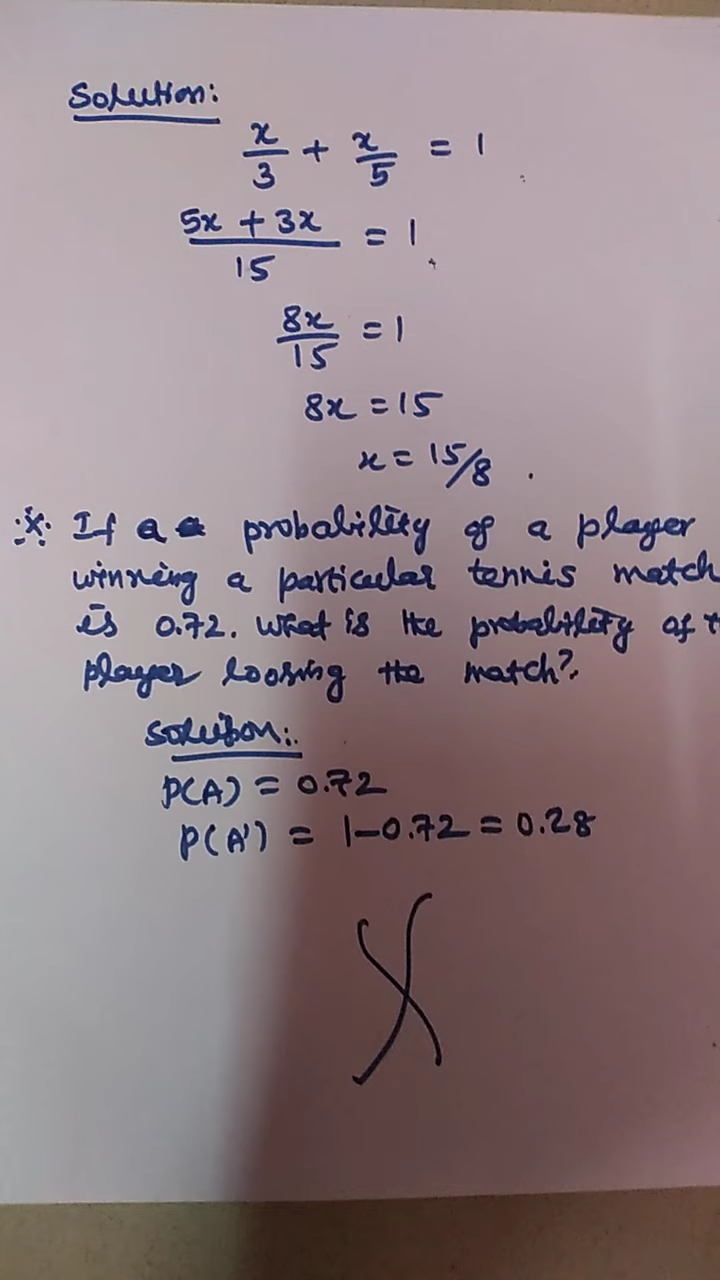 Solution:
x/3 + x/5 = 1
5x + 3x / 15 = 1
8x/15 = 1
8x = 15
x = 15/8 .
If a probability of a player
winning a particular tennis match
is 0.72. What is the probability of
player loosing the match?
Solution:
P(A) = 0.72
P(A') = 1-0.72 = 0.28